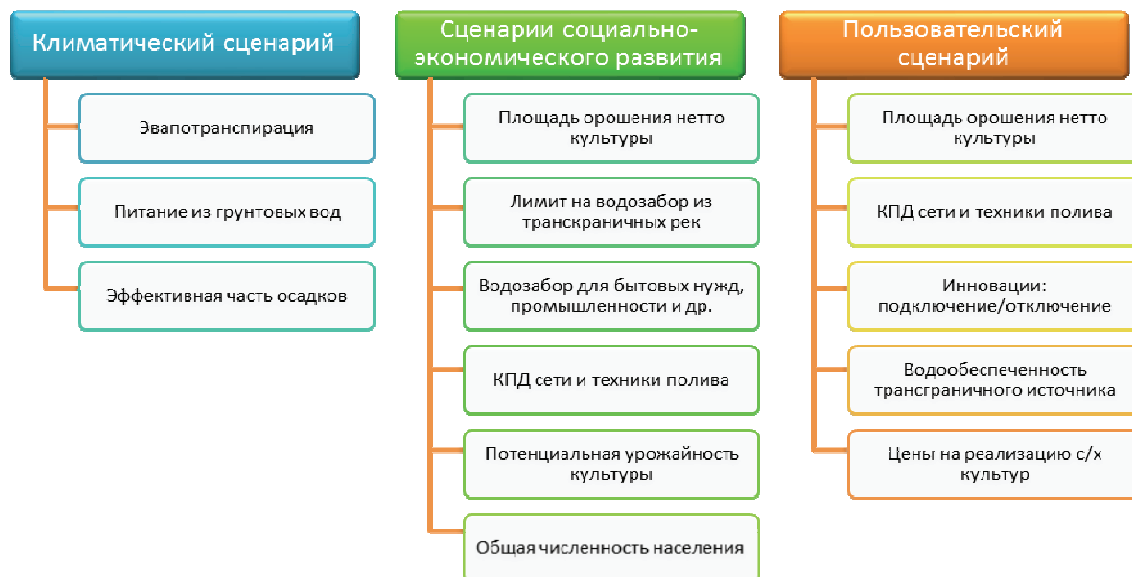 Климатический сценарий
Эвапотранспирация
Питание из грунтовых вод
Эффективная часть осадков
Сценарии социально-
экономического развития
Площадь орошения нетто
культуры
Лимит на водозабор из
транскраничных рек
Водозабор для бытовых нужд,
промышленности и др.
КПД сети и техники полива
Потенциальная урожайность
культуры
Общая численность населения
Пользовательский
сценарий
Площадь орошения нетто
культуры
КПД сети и техники полива
Инновации:
подключение/отключение
Водообеспеченность
трансграничного источника
Цены на реализацию с/х
культур